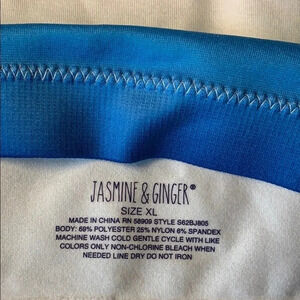 JASMINE & GINGER®
SIZE XL
MADE IN CHINA RN 58909 STYLE S62BJ805
BODY: 69% POLYESTER 25% NYLON 6% SPANDEX
MACHINE WASH COLD GENTLE CYCLE WITH LIKE
COLORS ONLY NON-CHLORINE BLEACH WHEN
NEEDED LINE DRY DO NOT IRON